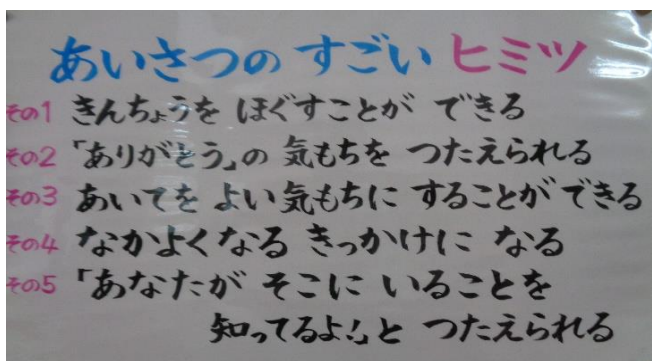 あいさつの すごい ヒミツ
その1 きんちょうを ほぐすことが できる
その2 「ありがとう」の 気もちを つたえられる
その3 あいてを よい気もちに することができる
その4 なかよくなる きっかけに なる
その5 「あなたが そこに いることを
知ってるよ!」と つたえられる